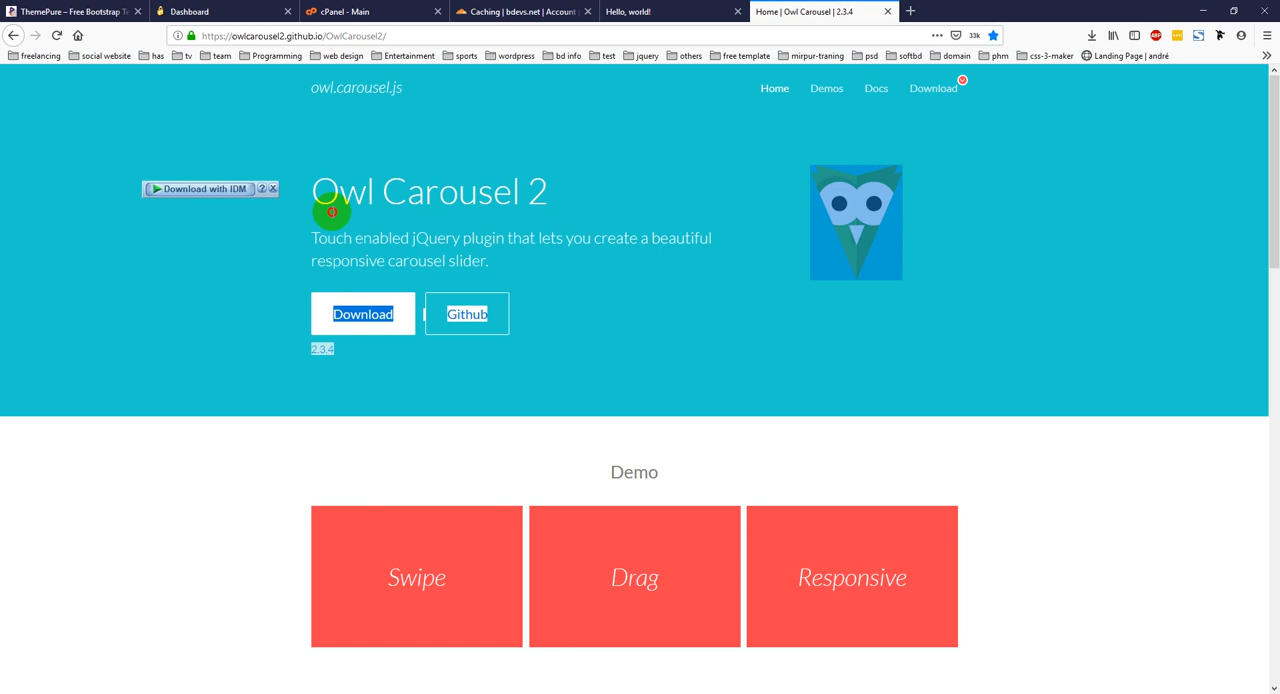 ThemePure – Free Bootstrap Te
Dashboard
cPanel - Main
Caching | bdevs.net | Account
Hello, world!
Home | Owl Carousel | 2.3.4
https://owlcarousel2.github.io/OwlCarousel2/
33k
freelancing
social website
has
tv
team
Programming
web design
Entertainment
sports
wordpress
bd info
test
jquery
others
free template
mirpur-traning
psd
softbd
domain
phm
css-3-maker
Landing Page | andré
owl.carousel.js
Home
Demos
Docs
Download
Download with IDM
Owl Carousel 2
Touch enabled jQuery plugin that lets you create a beautiful
responsive carousel slider.
Download
Github
2.3.4
Demo
Swipe
Drag
Responsive